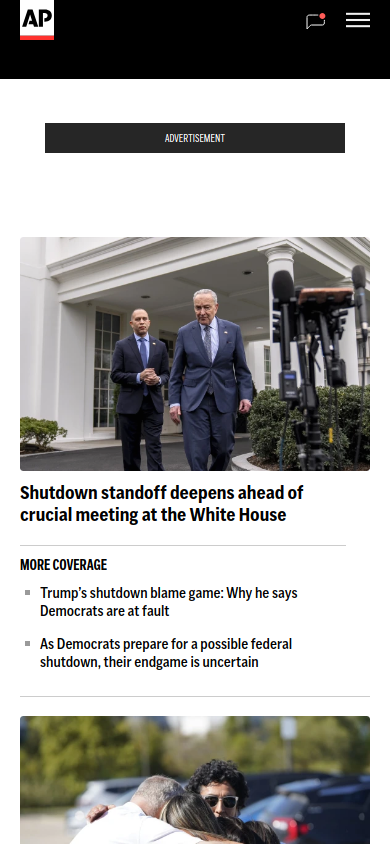 AP
ADVERTISEMENT
Shutdown standoff deepens ahead of
crucial meeting at the White House
MORE COVERAGE
Trump’s shutdown blame game: Why he says
Democrats are at fault
As Democrats prepare for a possible federal
shutdown, their endgame is uncertain